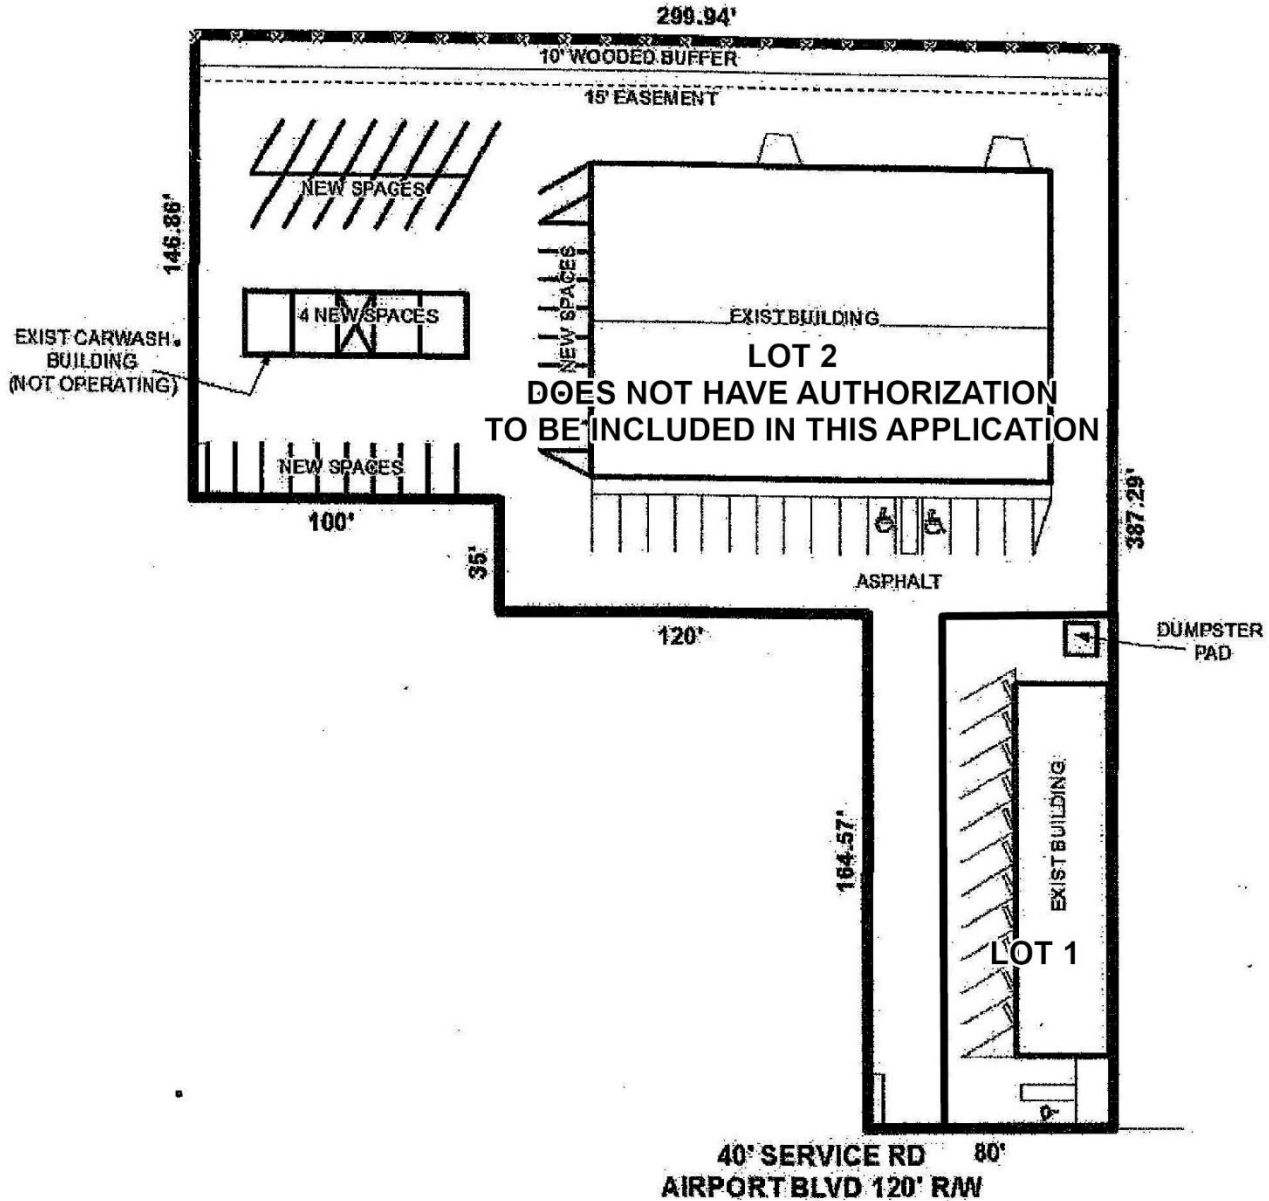 299.94'
10' WOODED BUFFER
15' EASEMENT
NEW SPACES
146.86'
NEW SPACES
4 NEW SPACES
EXIST BUILDING
EXIST CARWASH
BUILDING
(NOT OPERATING)
LOT 2
DOES NOT HAVE AUTHORIZATION
TO BE INCLUDED IN THIS APPLICATION
NEW SPACES
100'
387.29'
35'
ASPHALT
120'
DUMPSTER
PAD
164.57'
EXIST BUILDING
LOT 1
40' SERVICE RD
80'
AIRPORT BLVD 120' R/W